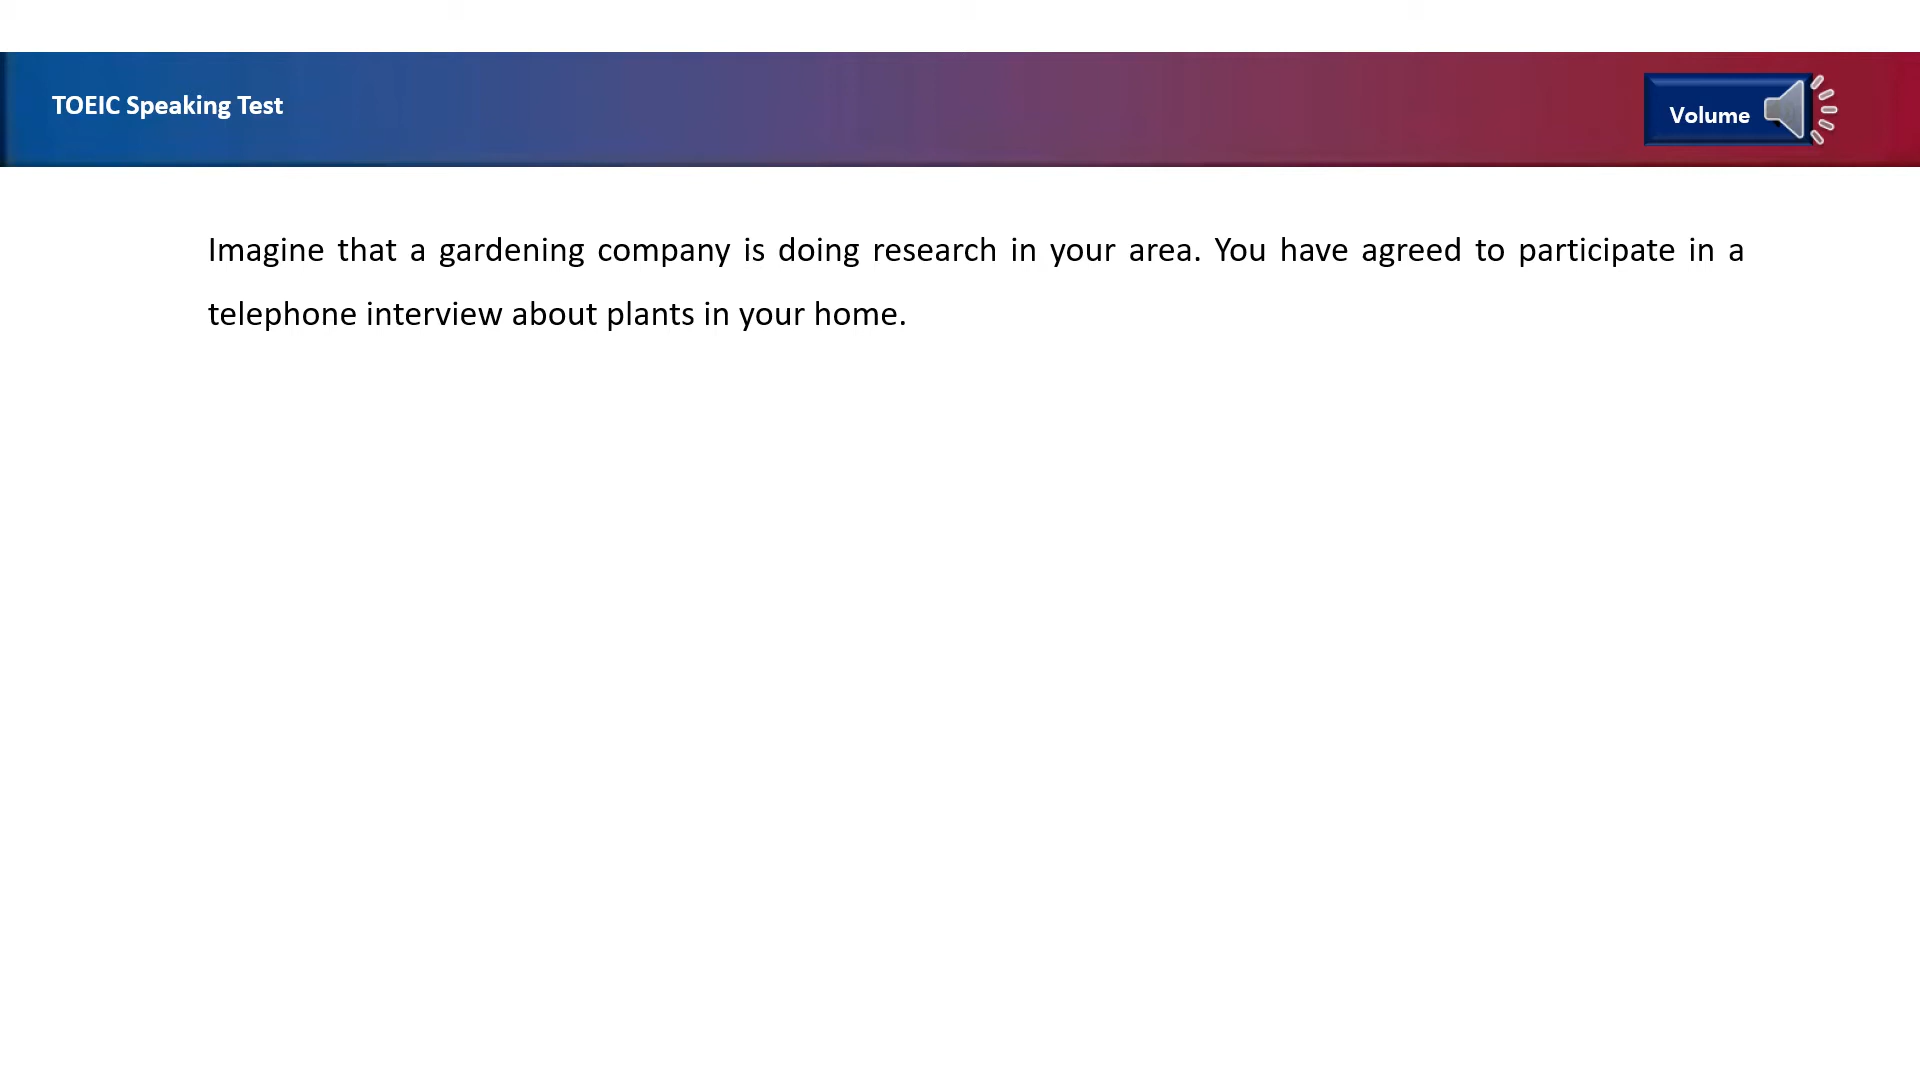 TOEIC Speaking Test
Volume
Imagine that a gardening company is doing research in your area. You have agreed to participate in a
telephone interview about plants in your home.